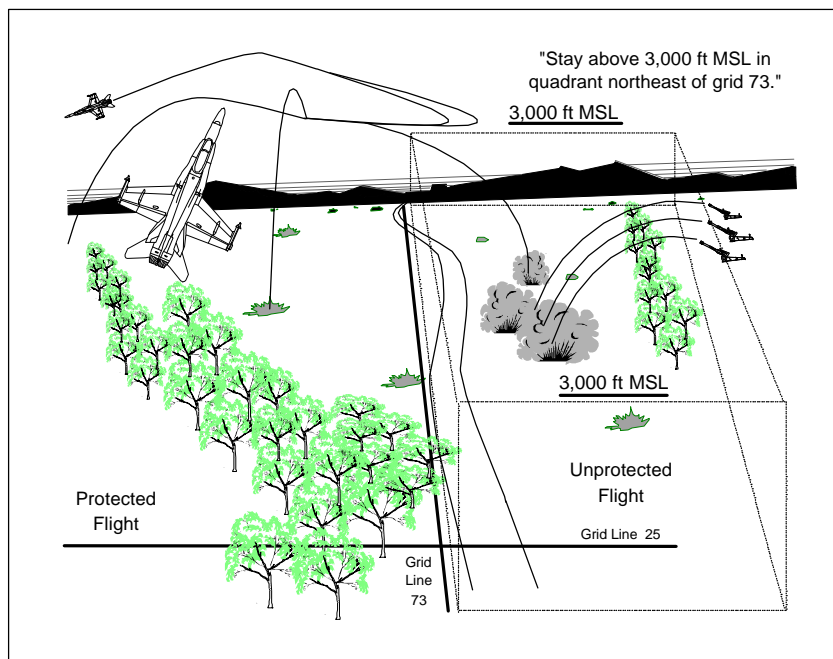 "Stay above 3,000 ft MSL in
quadrant northeast of grid 73."
3,000 ft MSL
3,000 ft MSL
Unprotected
Flight
Protected
Flight
Grid Line 25
Grid
Line
73